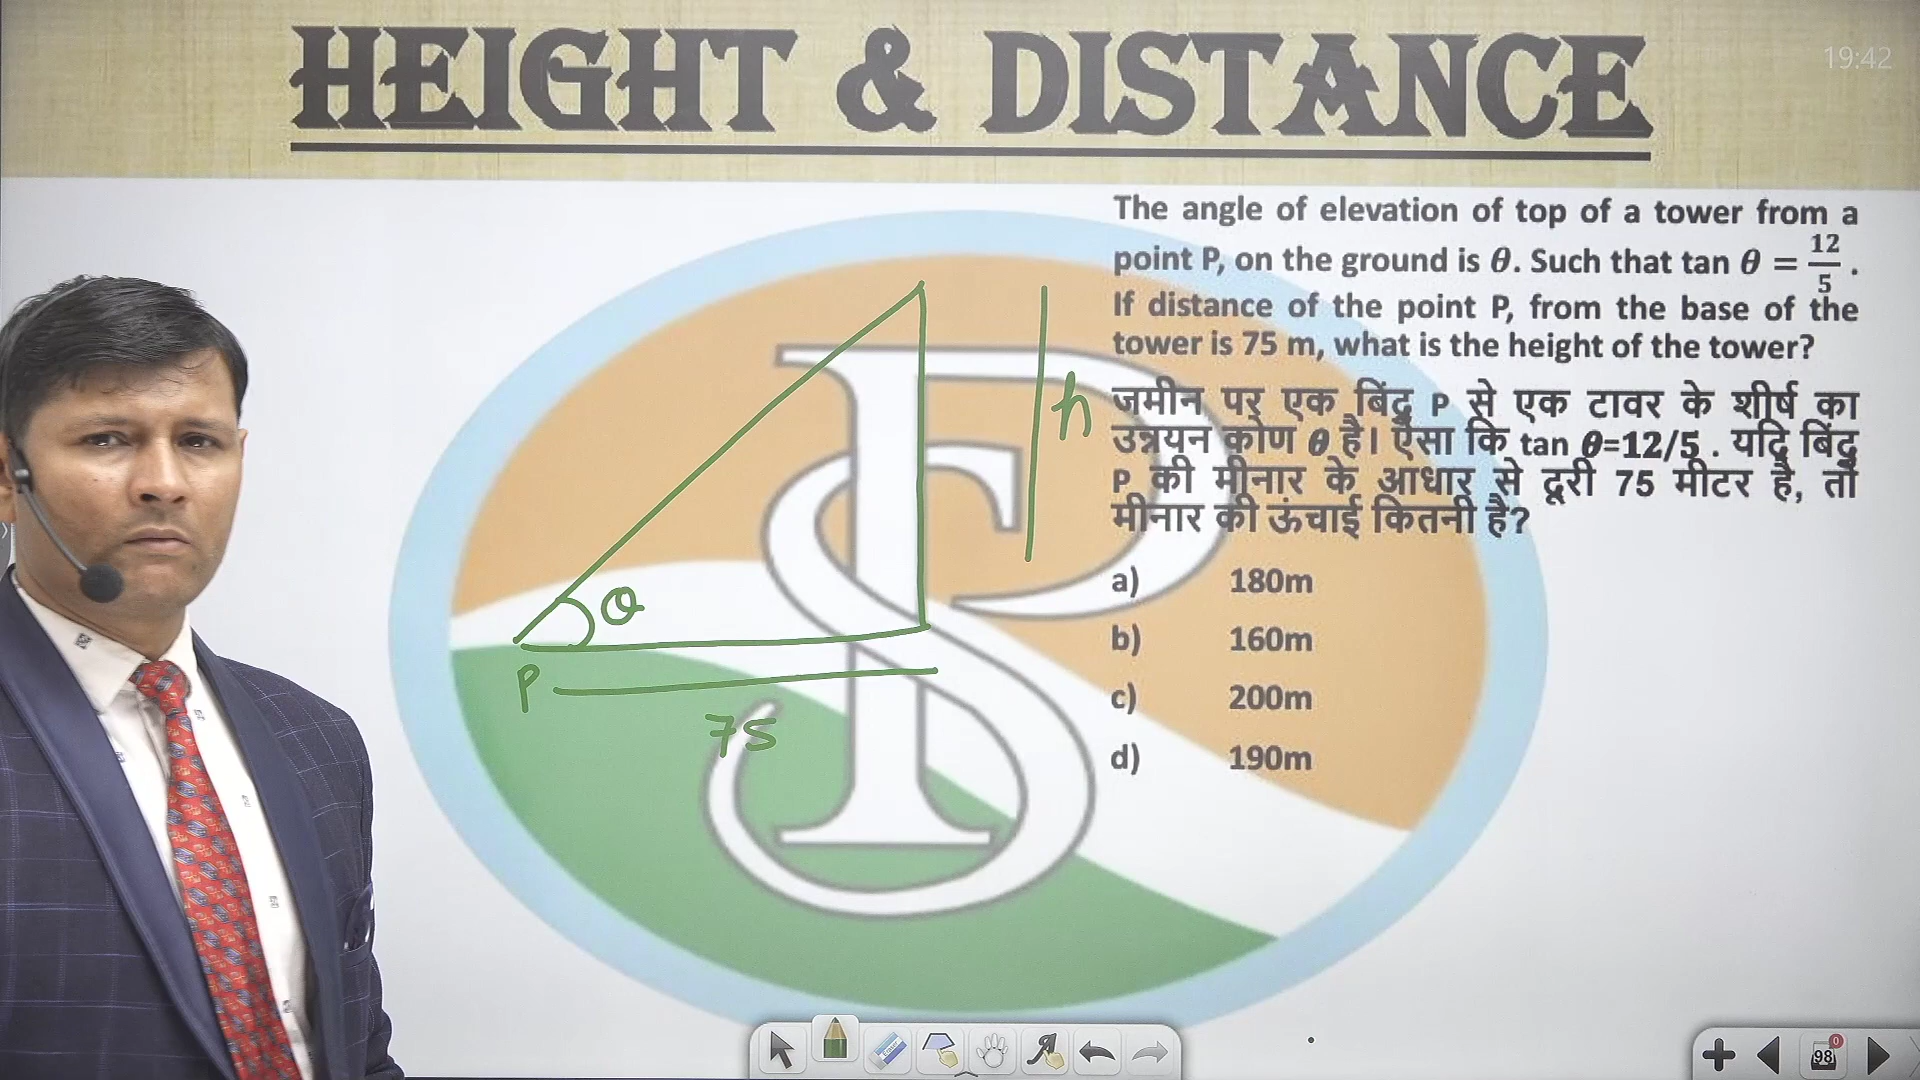 HEIGHT & DISTANCE
19:42
The angle of elevation of top of a tower from a
point P, on the ground is θ. Such that tan θ = 12/5 .
If distance of the point P, from the base of the
tower is 75 m, what is the height of the tower?
जमीन पर एक बिंदु P से एक टावर के शीर्ष का
उन्नयन कोण θ है। ऐसा कि tan θ=12/5 . यदि बिंदु
P की मीनार के आधार से दूरी 75 मीटर है, तो
मीनार की ऊंचाई कितनी है?
a) 180m
b) 160m
c) 200m
d) 190m
h
θ
P
75
98
0